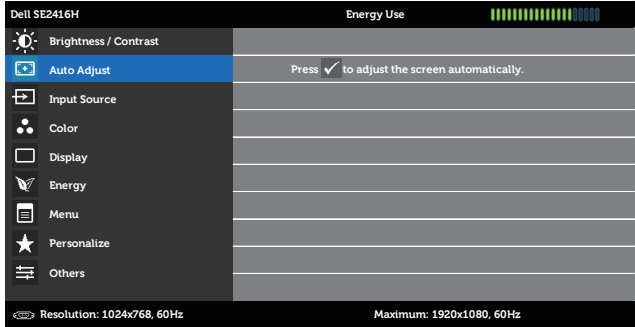 Dell SE2416H Energy Use
Brightness / Contrast
Auto Adjust Press ✓ to adjust the screen automatically.
Input Source
Color
Display
Energy
Menu
Personalize
Others
Resolution: 1024x768, 60Hz Maximum: 1920x1080, 60Hz